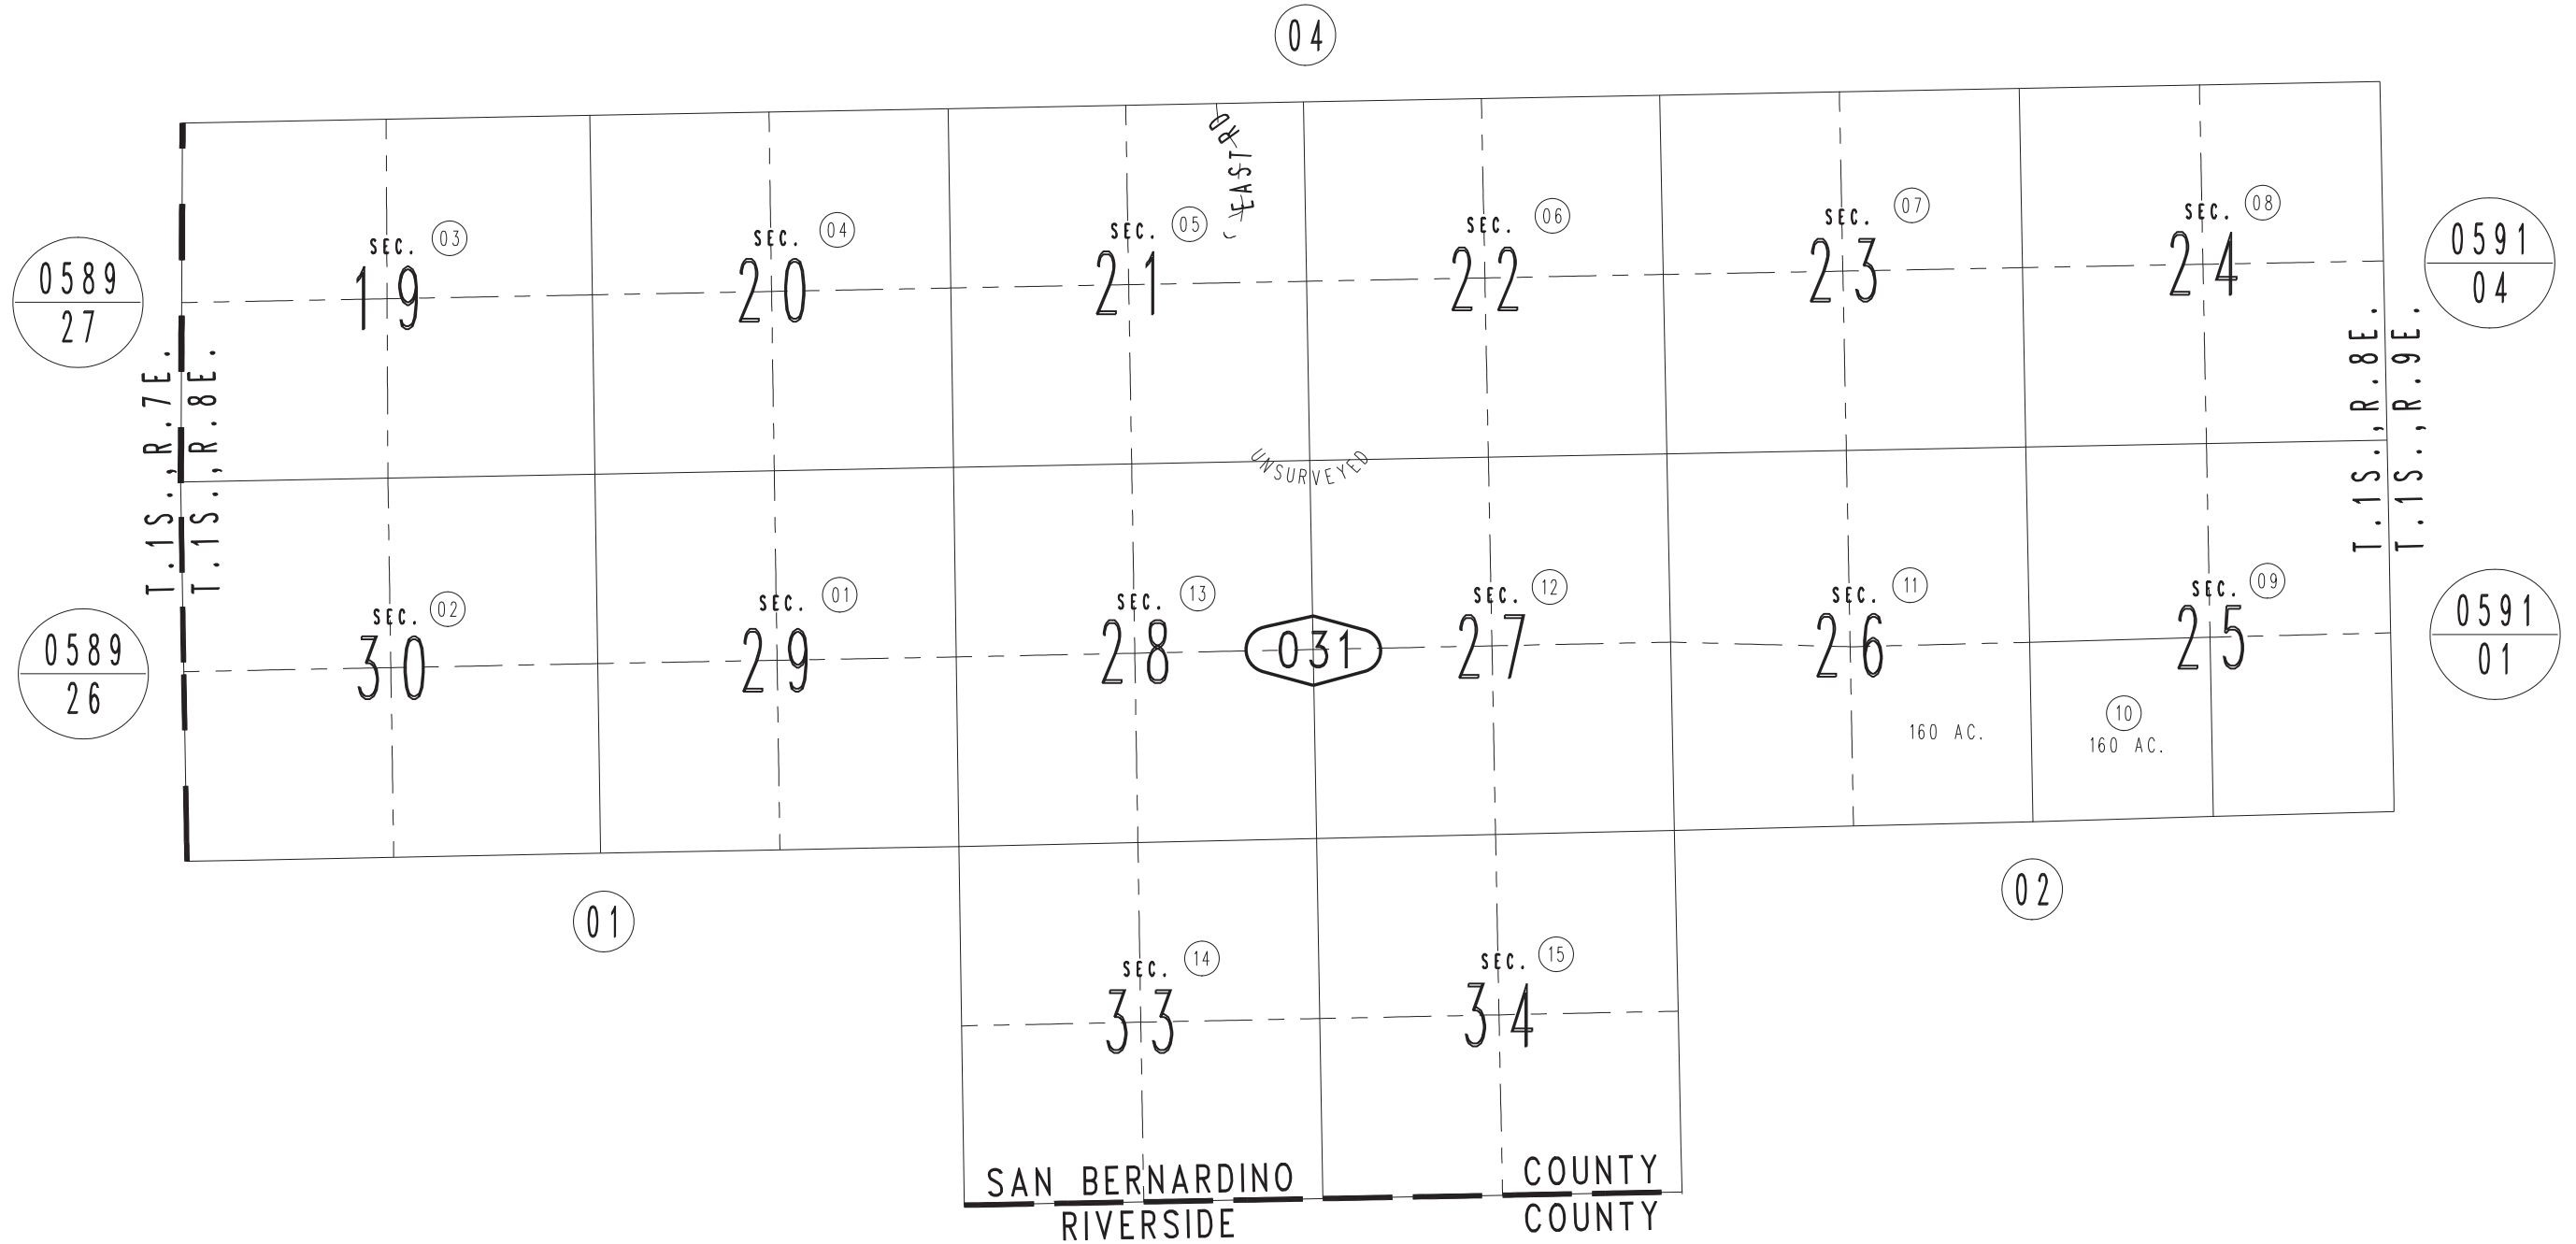 04
EAST RD
SEC. 03
19
SEC. 04
20
SEC. 05
21
SEC. 06
22
SEC. 07
23
SEC. 08
24
0589
27
0591
04
T.1S.,R.7E.
T.1S.,R.8E.
T.1S.,R.8E.
T.1S.,R.9E.
UNSURVEYED
0589
26
SEC. 02
30
SEC. 01
29
SEC. 13
28
031
SEC. 12
27
SEC. 11
26
SEC. 09
25
0591
01
160 AC.
10
160 AC.
01
02
SEC. 14
33
SEC. 15
34
SAN BERNARDINO COUNTY
RIVERSIDE COUNTY